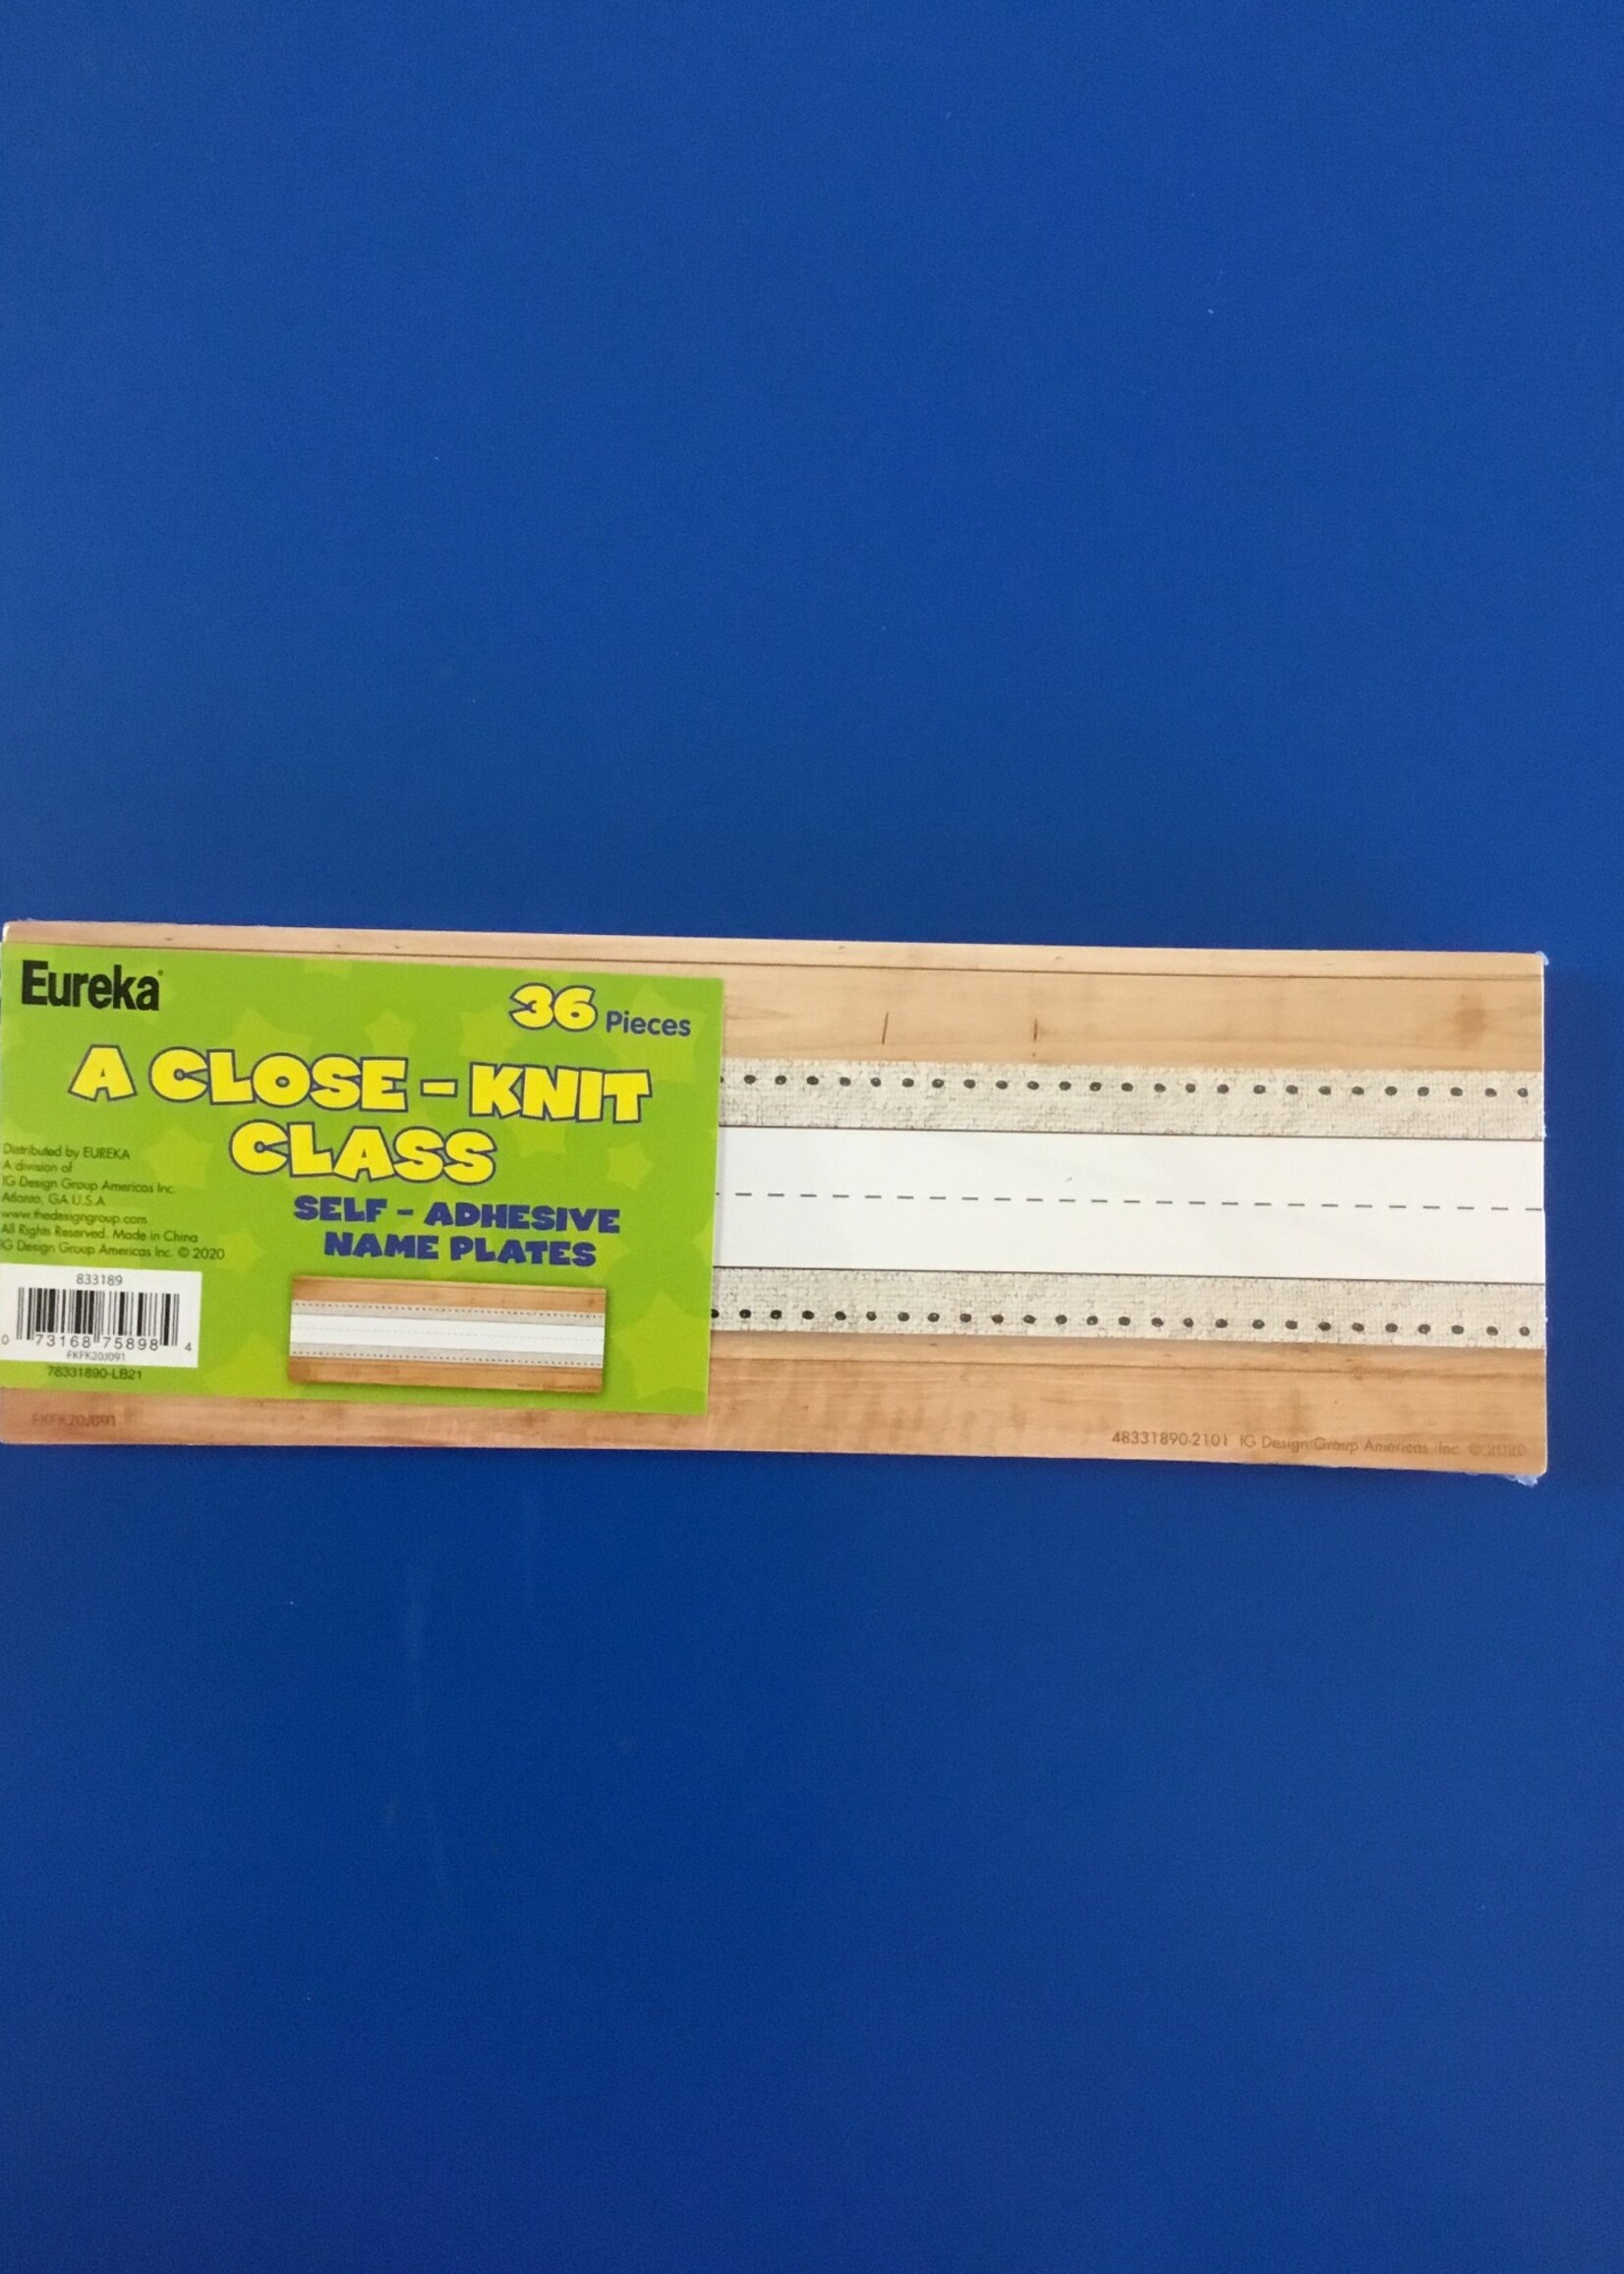 Eureka
36 Pieces
A CLOSE - KNIT
CLASS
SELF - ADHESIVE
NAME PLATES
Distributed by EUREKA
A division of
IG Design Group Americas Inc.
Atlanta, GA U.S.A.
www.thedesigngroup.com
All Rights Reserved. Made in China
IG Design Group Americas Inc. © 2020
833189
0 73168 75898 4
FKFK20J091
78331890-LB21
FKFK20J091
48331890-2101 IG Design Group Americas Inc. © 2020